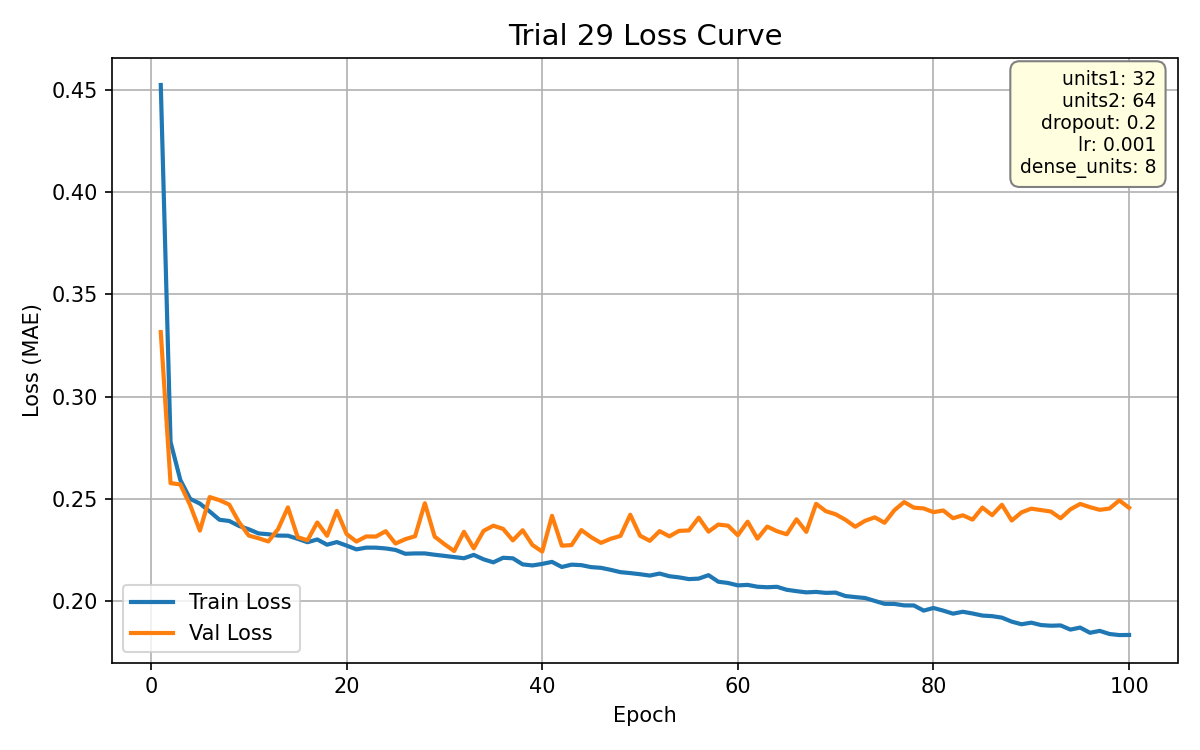 Trial 29 Loss Curve
units1: 32
units2: 64
dropout: 0.2
lr: 0.001
dense_units: 8
0.45
0.40
0.35
0.30
0.25
0.20
Loss (MAE)
Train Loss
Val Loss
0 20 40 60 80 100
Epoch